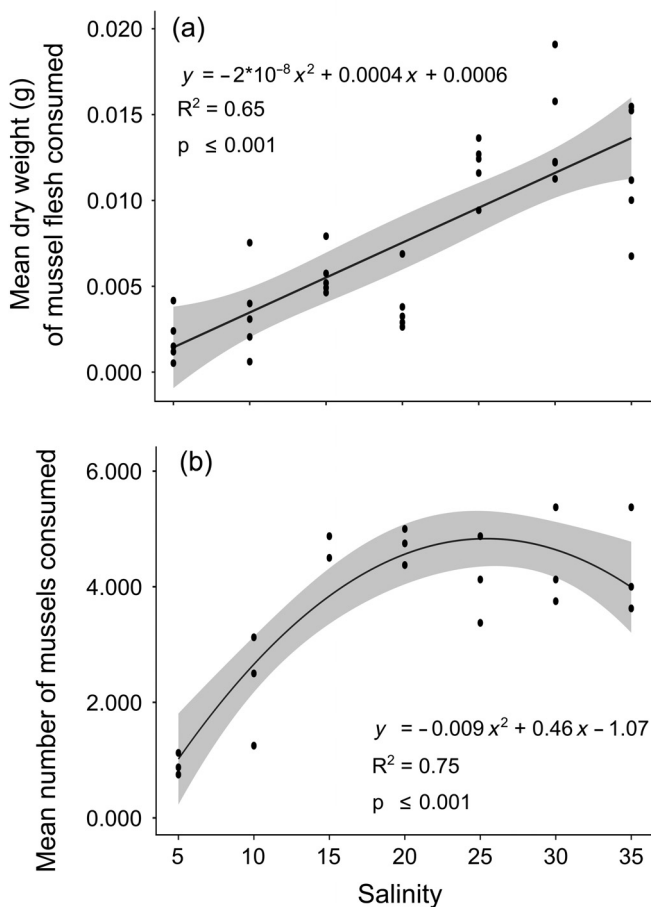 (a)
y = −2*10⁻⁸ x² + 0.0004 x + 0.0006
R² = 0.65
p ≤ 0.001
Mean dry weight (g)
of mussel flesh consumed
0.020
0.015
0.010
0.005
0.000
(b)
Mean number of mussels consumed
6.000
4.000
2.000
0.000
y = −0.009 x² + 0.46 x − 1.07
R² = 0.75
p ≤ 0.001
5 10 15 20 25 30 35
Salinity